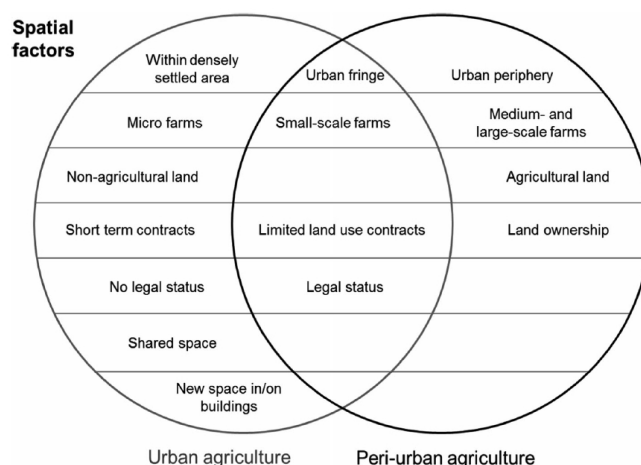 Spatial
factors
Within densely
settled area
Urban fringe
Urban periphery
Micro farms
Small-scale farms
Medium- and
large-scale farms
Non-agricultural land
Agricultural land
Short term contracts
Limited land use contracts
Land ownership
No legal status
Legal status
Shared space
New space in/on
buildings
Urban agriculture
Peri-urban agriculture